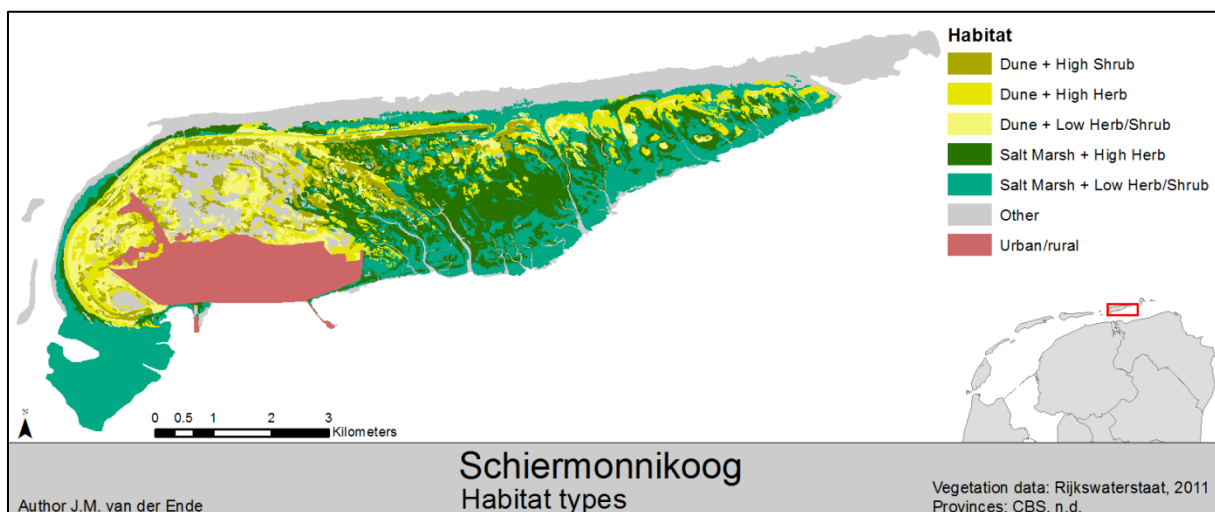 Habitat
Dune + High Shrub
Dune + High Herb
Dune + Low Herb/Shrub
Salt Marsh + High Herb
Salt Marsh + Low Herb/Shrub
Other
Urban/rural
N
0 0.5 1 2 3
Kilometers
Schiermonnikoog
Habitat types
Author J.M. van der Ende
Vegetation data: Rijkswaterstaat, 2011
Provinces: CBS, n.d.